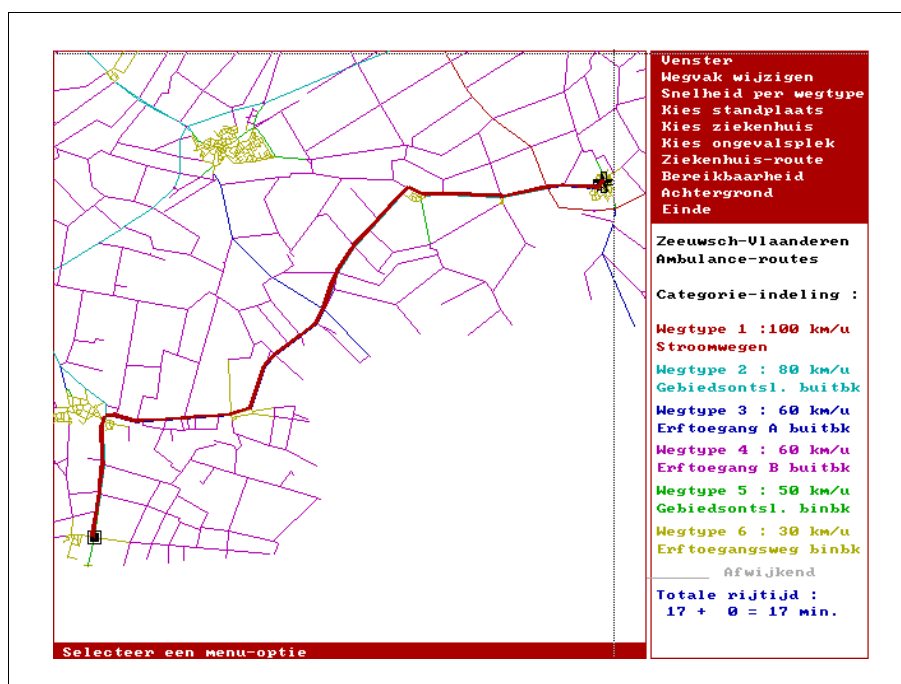 Venster
Wegvak wijzigen
Snelheid per wegtype
Kies standplaats
Kies ziekenhuis
Kies ongevalsplek
Ziekenhuis-route
Bereikbaarheid
Achtergrond
Einde
Zeeuwsch-Vlaanderen
Ambulance-routes
Categorie-indeling :
Wegtype 1 :100 km/u
Stroomwegen
Wegtype 2 : 80 km/u
Gebiedsontsl. buitbk
Wegtype 3 : 60 km/u
Erftoegang A buitbk
Wegtype 4 : 60 km/u
Erftoegang B buitbk
Wegtype 5 : 50 km/u
Gebiedsontsl. binbk
Wegtype 6 : 30 km/u
Erftoegangsweg binbk
Afwijkend
Totale rijtijd :
17 + 0 = 17 min.
Selecteer een menu-optie